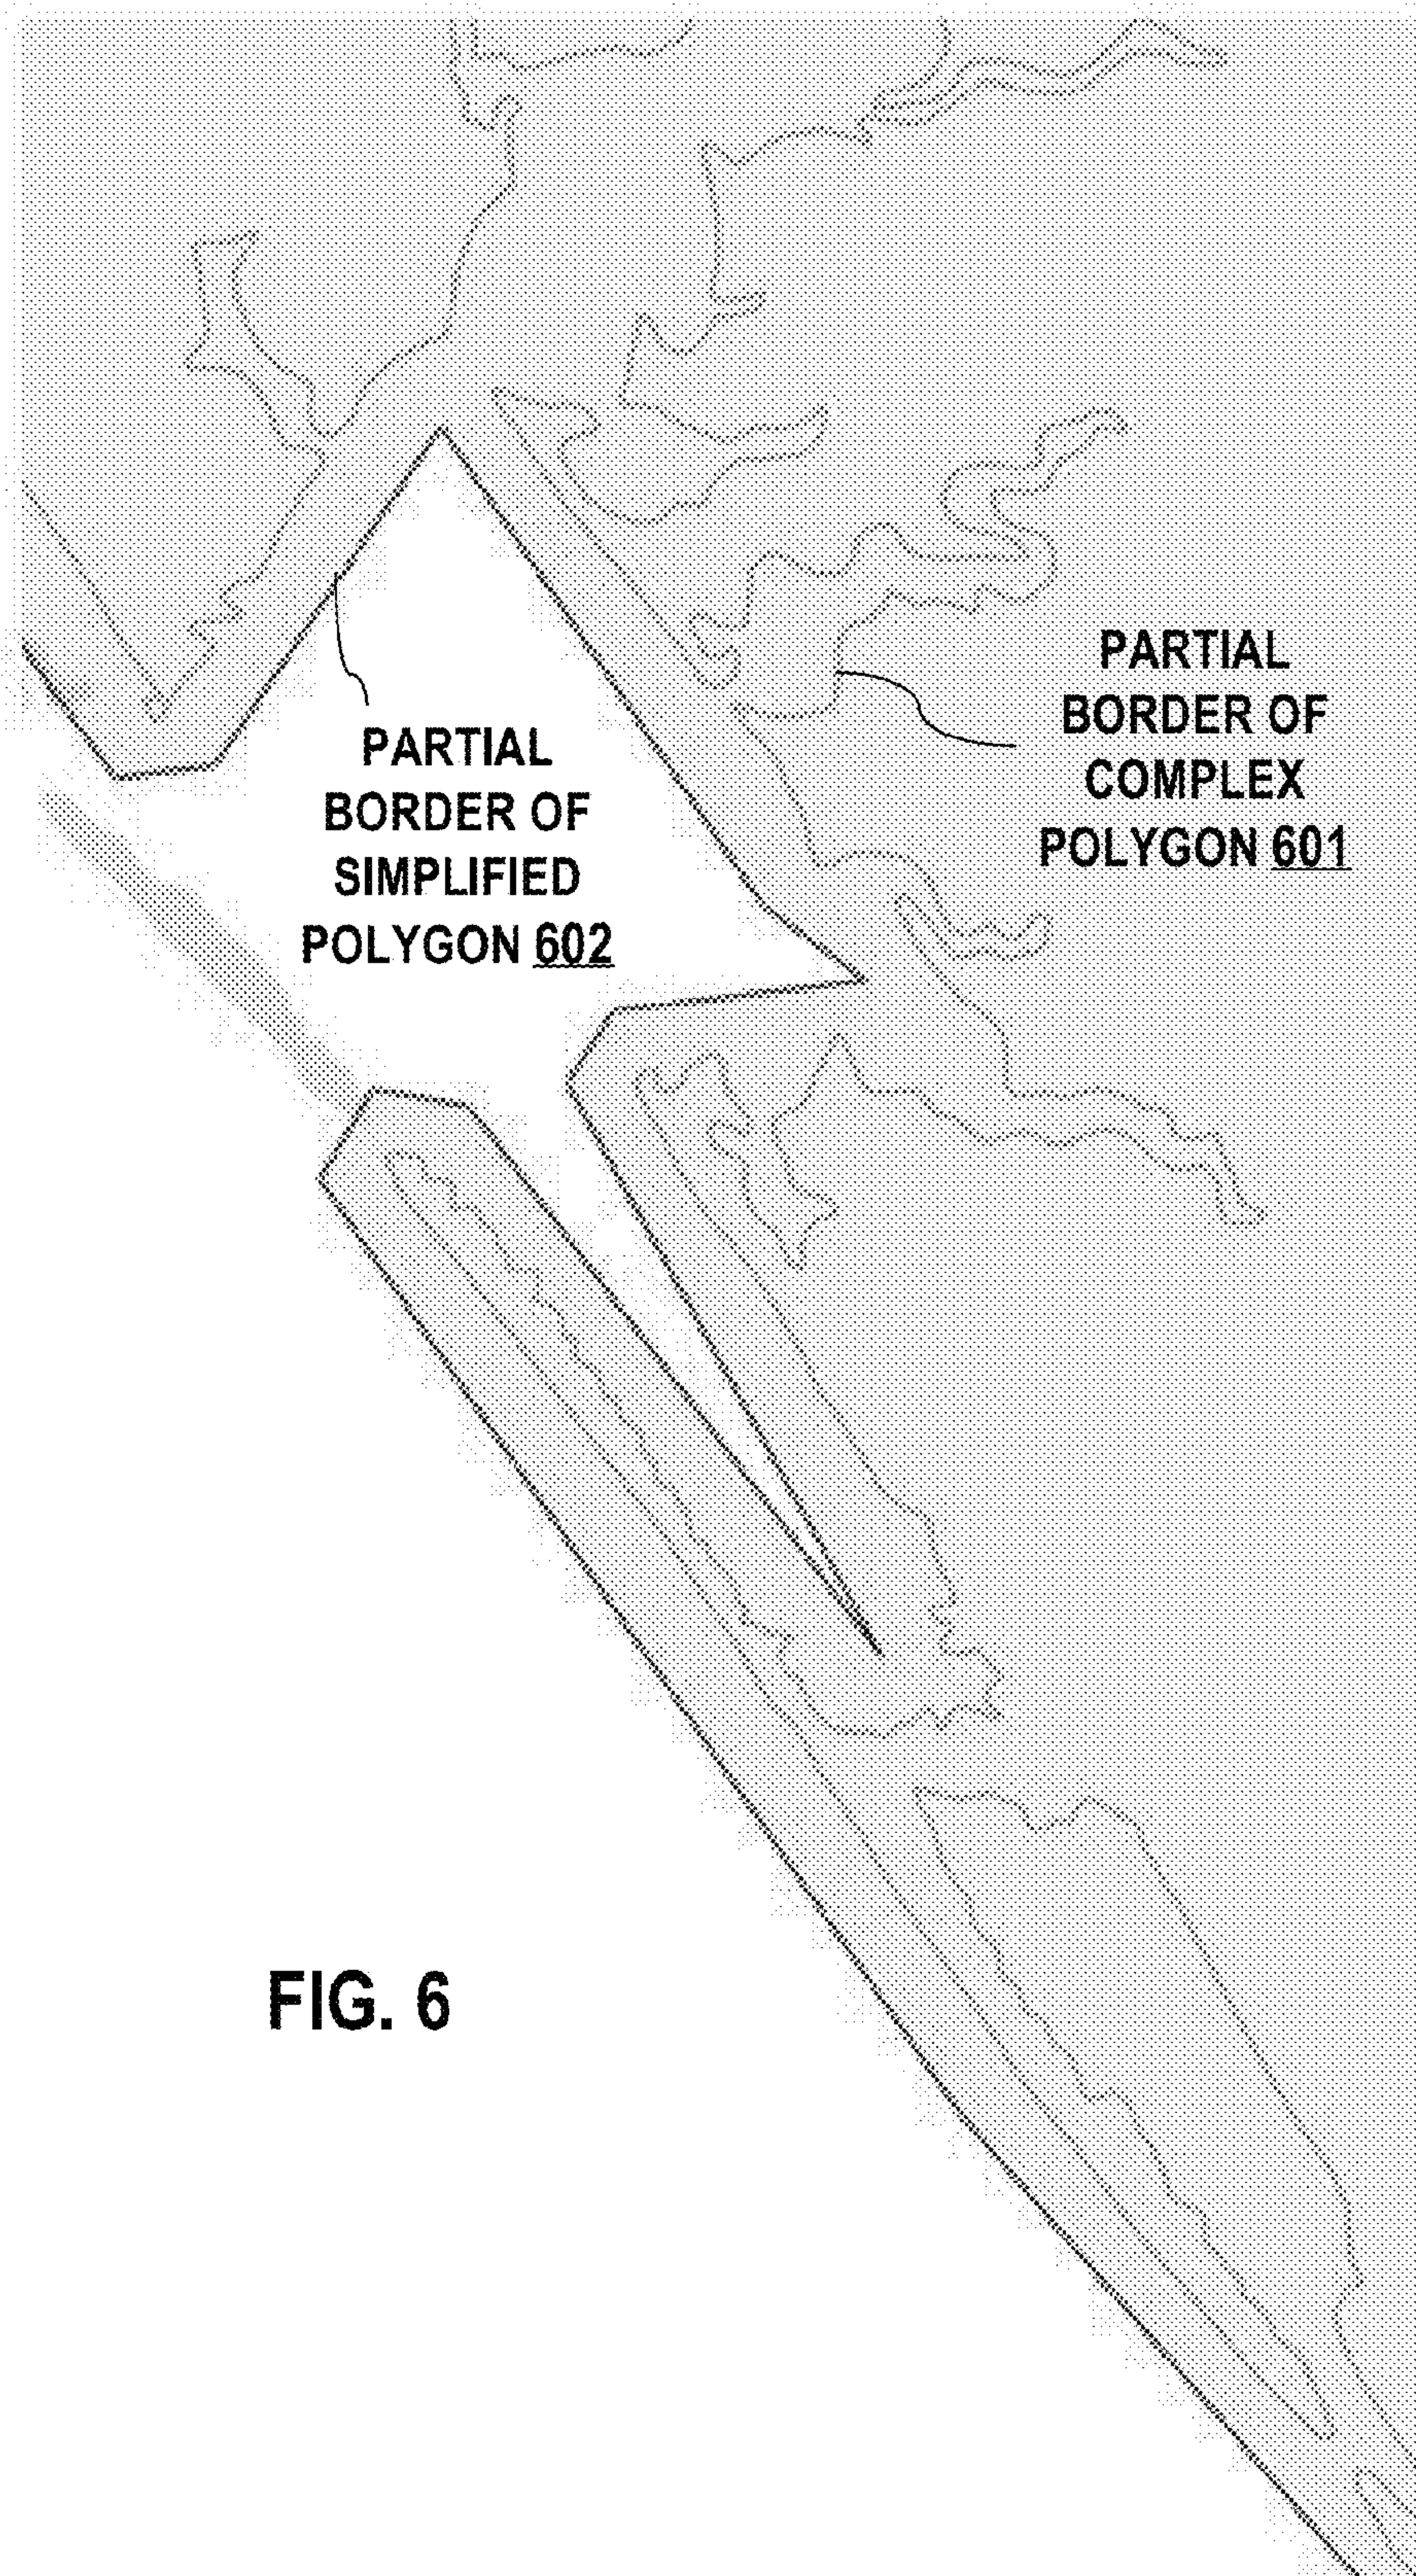 PARTIAL
BORDER OF
COMPLEX
POLYGON 601
PARTIAL
BORDER OF
SIMPLIFIED
POLYGON 602
FIG. 6